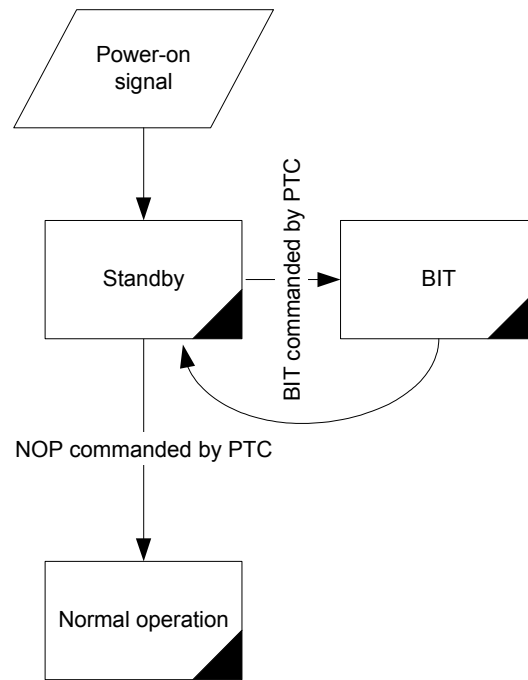 Power-on
signal
Standby
BIT commanded by PTC
BIT
NOP commanded by PTC
Normal operation